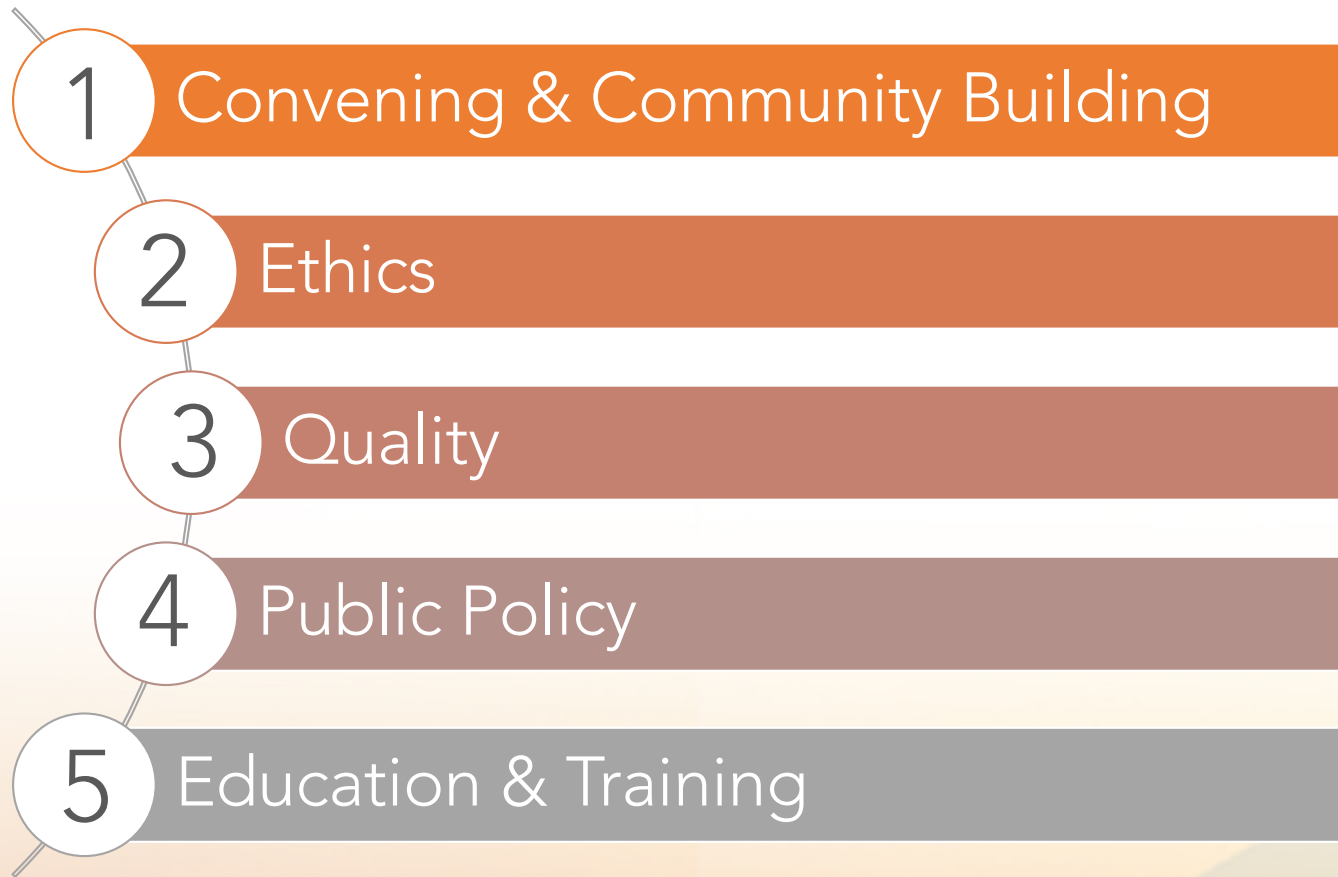 1 Convening & Community Building
2 Ethics
3 Quality
4 Public Policy
5 Education & Training